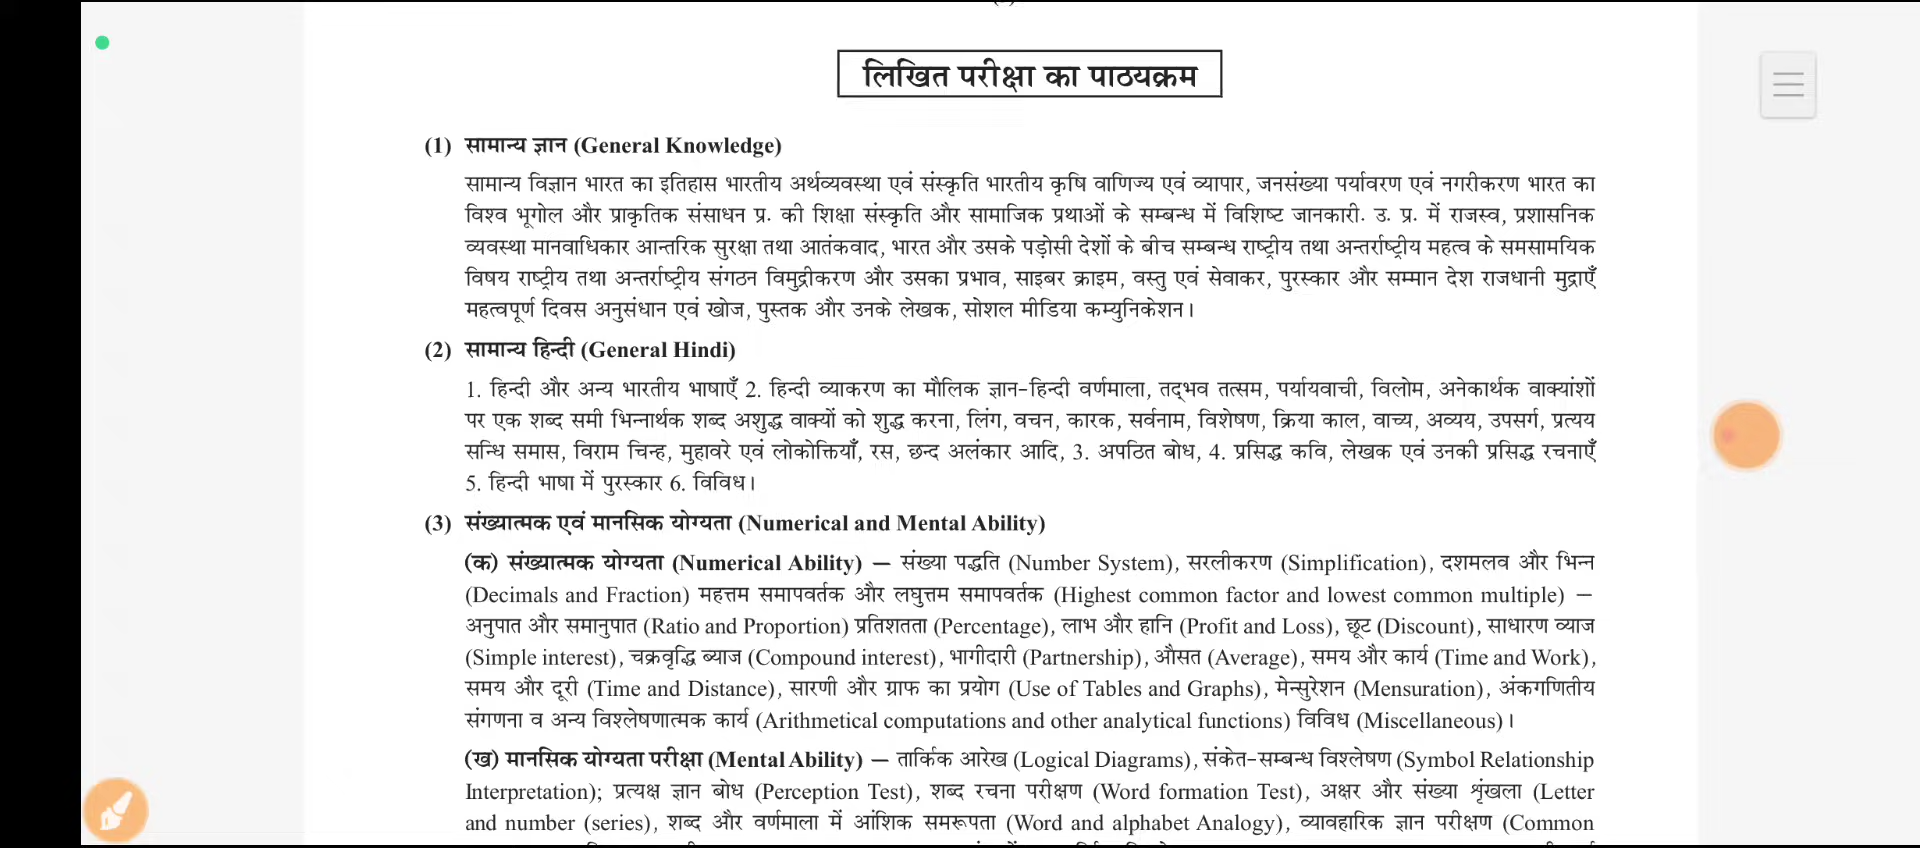 लिखित परीक्षा का पाठयक्रम
(1) सामान्य ज्ञान (General Knowledge)
सामान्य विज्ञान भारत का इतिहास भारतीय अर्थव्यवस्था एवं संस्कृति भारतीय कृषि वाणिज्य एवं व्यापार, जनसंख्या पर्यावरण एवं नगरीकरण भारत का
विश्व भूगोल और प्राकृतिक संसाधन प्र. की शिक्षा संस्कृति और सामाजिक प्रथाओं के सम्बन्ध में विशिष्ट जानकारी. उ. प्र. में राजस्व, प्रशासनिक
व्यवस्था मानवाधिकार आन्तरिक सुरक्षा तथा आतंकवाद, भारत और उसके पड़ोसी देशों के बीच सम्बन्ध राष्ट्रीय तथा अन्तर्राष्ट्रीय महत्व के समसामयिक
विषय राष्ट्रीय तथा अन्तर्राष्ट्रीय संगठन विमुद्रीकरण और उसका प्रभाव, साइबर क्राइम, वस्तु एवं सेवाकर, पुरस्कार और सम्मान देश राजधानी मुद्राएँ
महत्वपूर्ण दिवस अनुसंधान एवं खोज, पुस्तक और उनके लेखक, सोशल मीडिया कम्युनिकेशन।
(2) सामान्य हिन्दी (General Hindi)
1. हिन्दी और अन्य भारतीय भाषाएँ 2. हिन्दी व्याकरण का मौलिक ज्ञान-हिन्दी वर्णमाला, तद्भव तत्सम, पर्यायवाची, विलोम, अनेकार्थक वाक्यांशों
पर एक शब्द समी भिन्नार्थक शब्द अशुद्ध वाक्यों को शुद्ध करना, लिंग, वचन, कारक, सर्वनाम, विशेषण, क्रिया काल, वाच्य, अव्यय, उपसर्ग, प्रत्यय
सन्धि समास, विराम चिन्ह, मुहावरे एवं लोकोक्तियाँ, रस, छन्द अलंकार आदि, 3. अपठित बोध, 4. प्रसिद्ध कवि, लेखक एवं उनकी प्रसिद्ध रचनाएँ
5. हिन्दी भाषा में पुरस्कार 6. विविध।
(3) संख्यात्मक एवं मानसिक योग्यता (Numerical and Mental Ability)
(क) संख्यात्मक योग्यता (Numerical Ability) — संख्या पद्धति (Number System), सरलीकरण (Simplification), दशमलव और भिन्न
(Decimals and Fraction) महत्तम समापवर्तक और लघुत्तम समापवर्तक (Highest common factor and lowest common multiple) —
अनुपात और समानुपात (Ratio and Proportion) प्रतिशतता (Percentage), लाभ और हानि (Profit and Loss), छूट (Discount), साधारण व्याज
(Simple interest), चक्रवृद्धि ब्याज (Compound interest), भागीदारी (Partnership), औसत (Average), समय और कार्य (Time and Work),
समय और दूरी (Time and Distance), सारणी और ग्राफ का प्रयोग (Use of Tables and Graphs), मेन्सुरेशन (Mensuration), अंकगणितीय
संगणना व अन्य विश्लेषणात्मक कार्य (Arithmetical computations and other analytical functions) विविध (Miscellaneous)।
(ख) मानसिक योग्यता परीक्षा (Mental Ability) — तार्किक आरेख (Logical Diagrams), संकेत-सम्बन्ध विश्लेषण (Symbol Relationship
Interpretation); प्रत्यक्ष ज्ञान बोध (Perception Test), शब्द रचना परीक्षण (Word formation Test), अक्षर और संख्या श्रृंखला (Letter
and number (series), शब्द और वर्णमाला में आंशिक समरूपता (Word and alphabet Analogy), व्यावहारिक ज्ञान परीक्षण (Common